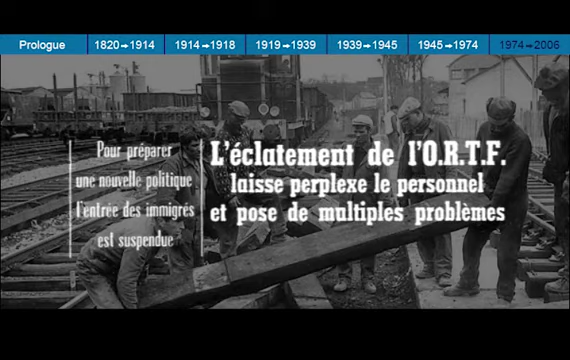 Prologue
1820→1914
1914→1918
1919→1939
1939→1945
1945→1974
1974→2006
Pour préparer
une nouvelle politique
l'entrée des immigrés
est suspendue
L'éclatement de l'O.R.T.F.
laisse perplexe le personnel
et pose de multiples problèmes